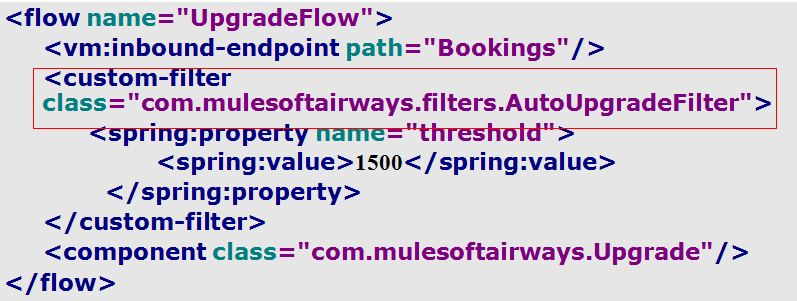 <flow name="UpgradeFlow">
<vm:inbound-endpoint path="Bookings"/>
<custom-filter
class="com.mulesoftairways.filters.AutoUpgradeFilter">
<spring:property name="threshold">
<spring:value>1500</spring:value>
</spring:property>
</custom-filter>
<component class="com.mulesoftairways.Upgrade"/>
</flow>